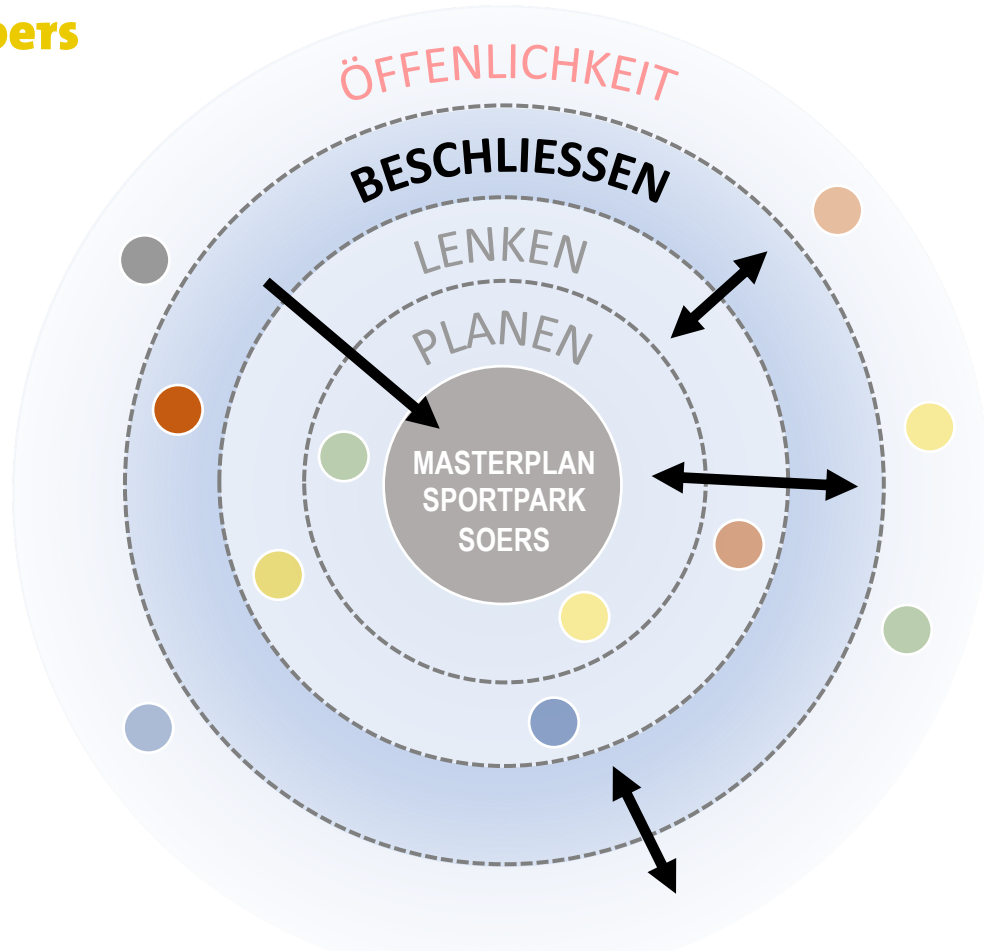 ÖFFENLICHKEIT
BESCHLIESSEN
LENKEN
PLANEN
MASTERPLAN
SPORTPARK
SOERS